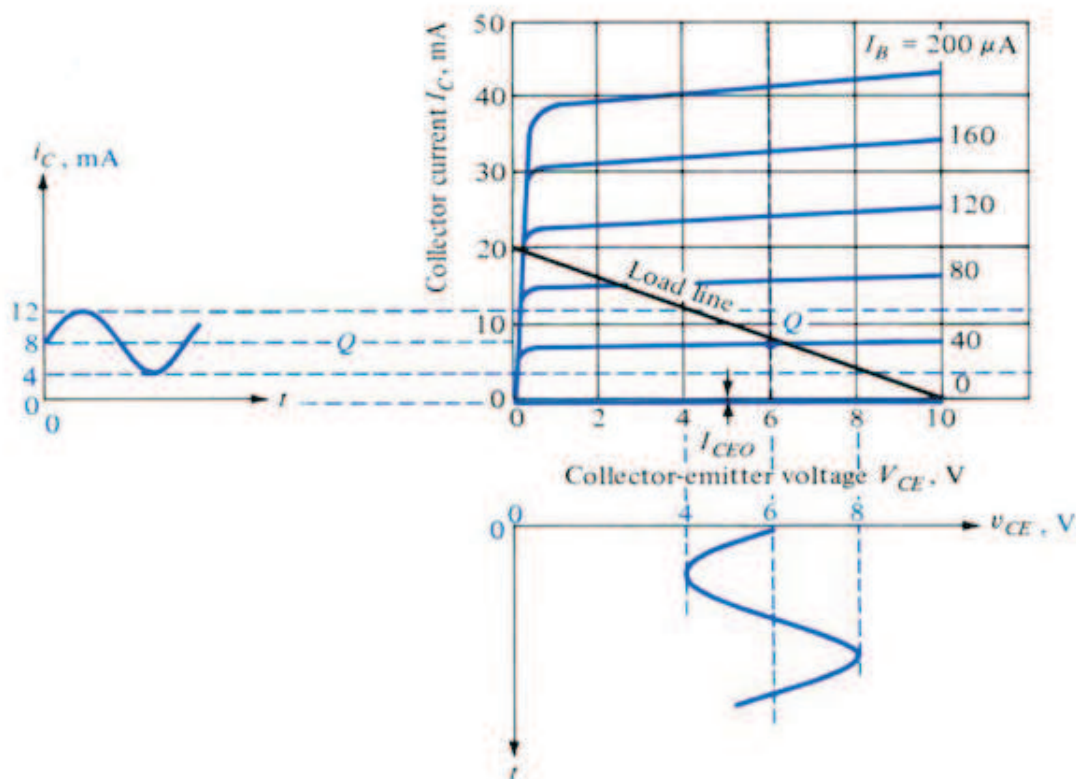 50
Collector current I_C, mA
I_B = 200 μA
40
160
i_C, mA
30
120
20
80
Load line
12
8
4
0
Q
10
Q
40
0
t
0
0
0 2 4 6 8 10
I_CEO
Collector-emitter voltage V_CE, V
0 4 6 8
0
v_CE, V
t